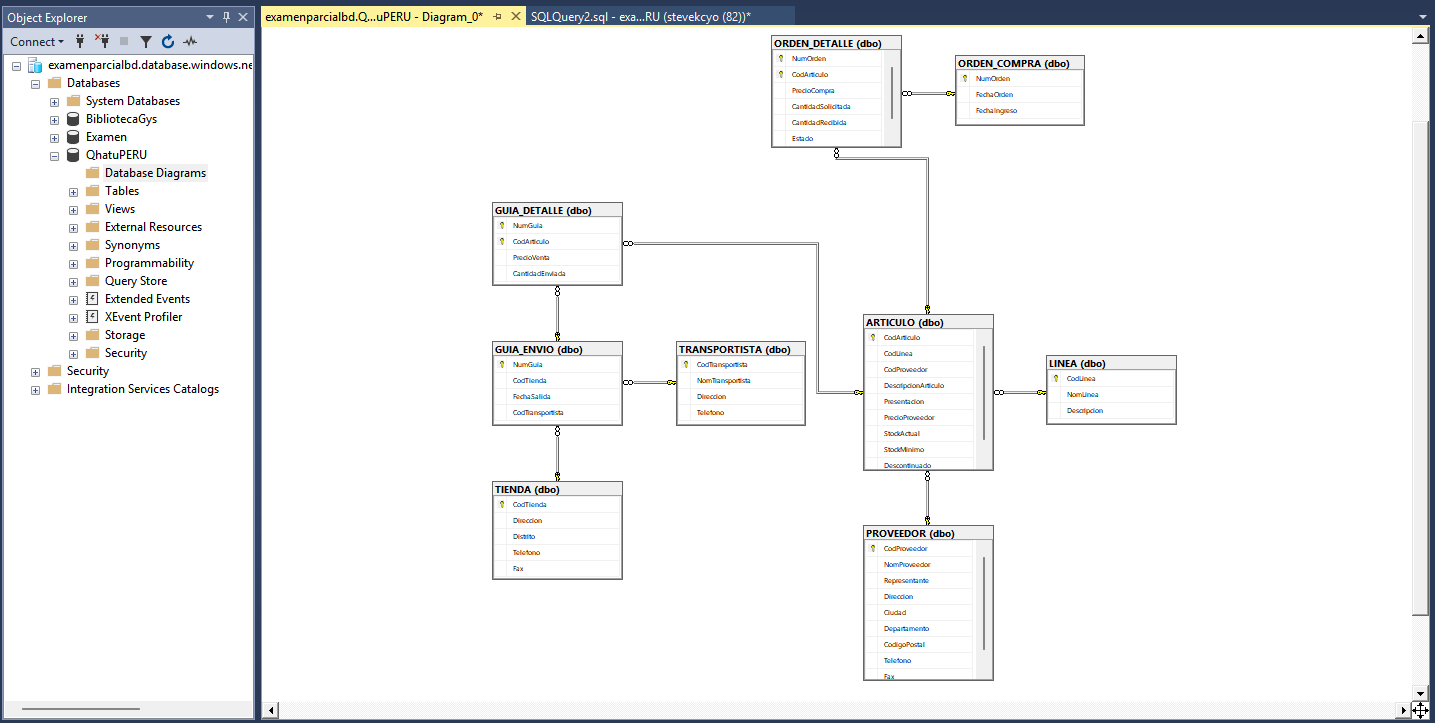 Object Explorer
Connect
examenparcialbd.database.windows.ne
Databases
System Databases
BibliotecaGys
Examen
QhatuPERU
Database Diagrams
Tables
Views
External Resources
Synonyms
Programmability
Query Store
Extended Events
XEvent Profiler
Storage
Security
Security
Integration Services Catalogs
examenparcialbd.Q...uPERU - Diagram_0*
SQLQuery2.sql - exa...RU (stevekcyo (82))*
ORDEN_DETALLE (dbo)
NumOrden
CodArticulo
PrecioCompra
CantidadSolicitada
CantidadRecibida
Estado
ORDEN_COMPRA (dbo)
NumOrden
FechaOrden
FechaIngreso
GUIA_DETALLE (dbo)
NumGuia
CodArticulo
PrecioVenta
CantidadEnviada
GUIA_ENVIO (dbo)
NumGuia
CodTienda
FechaSalida
CodTransportista
TRANSPORTISTA (dbo)
CodTransportista
NomTransportista
Direccion
Telefono
ARTICULO (dbo)
CodArticulo
CodLinea
CodProveedor
DescripcionArticulo
Presentacion
PrecioProveedor
StockActual
StockMinimo
Descontinuado
LINEA (dbo)
CodLinea
NomLinea
Descripcion
TIENDA (dbo)
CodTienda
Direccion
Distrito
Telefono
Fax
PROVEEDOR (dbo)
CodProveedor
NomProveedor
Representante
Direccion
Ciudad
Departamento
CodigoPostal
Telefono
Fax